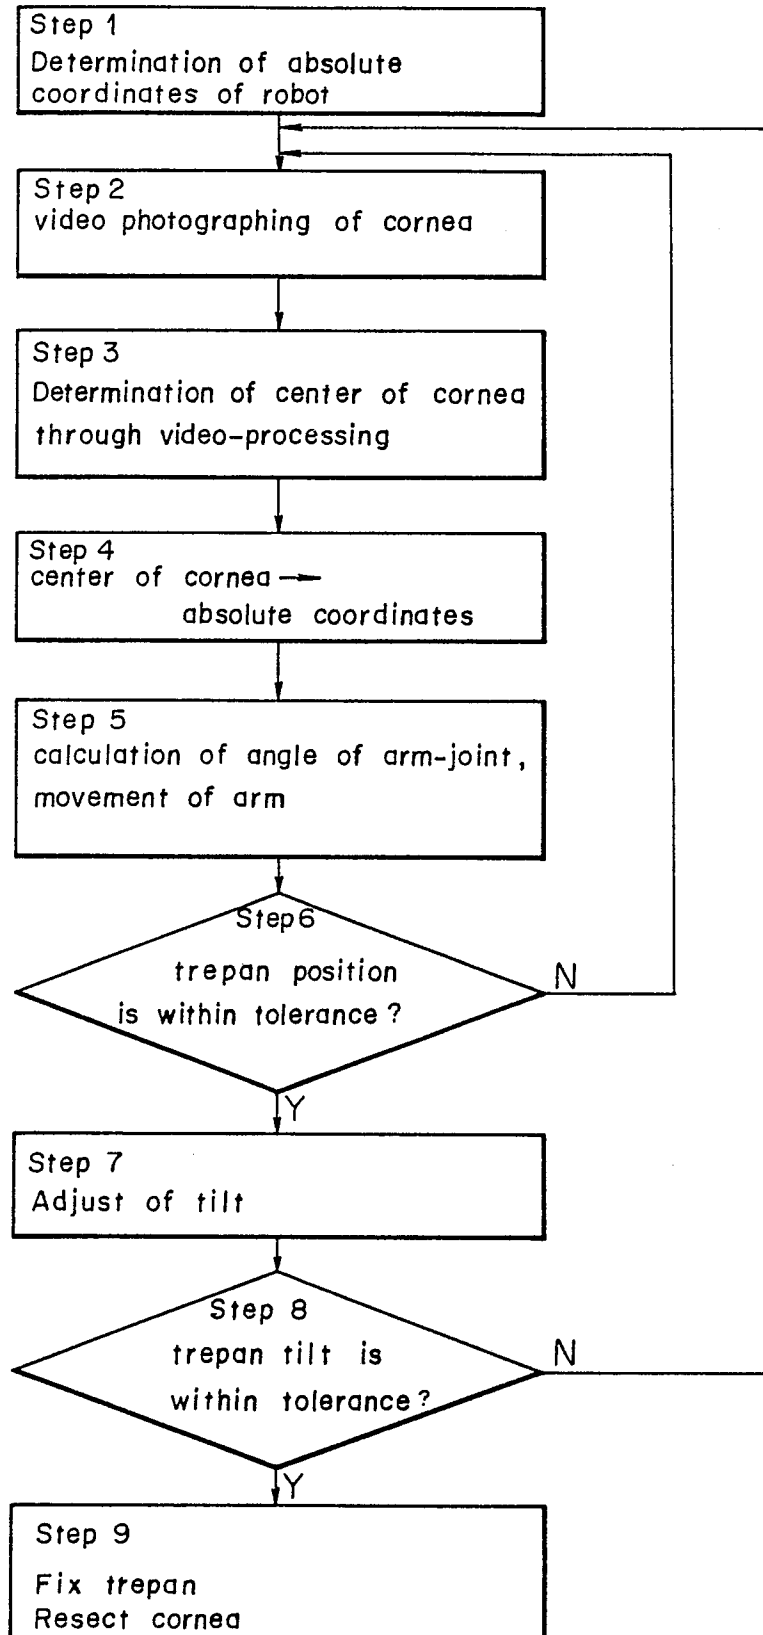 Step 1
Determination of absolute
coordinates of robot
Step 2
video photographing of cornea
Step 3
Determination of center of cornea
through video-processing
Step 4
center of cornea →
absolute coordinates
Step 5
calculation of angle of arm-joint,
movement of arm
Step 6
trepan position
is within tolerance?
N
Y
Step 7
Adjust of tilt
Step 8
trepan tilt is
within tolerance?
N
Y
Step 9
Fix trepan
Resect cornea